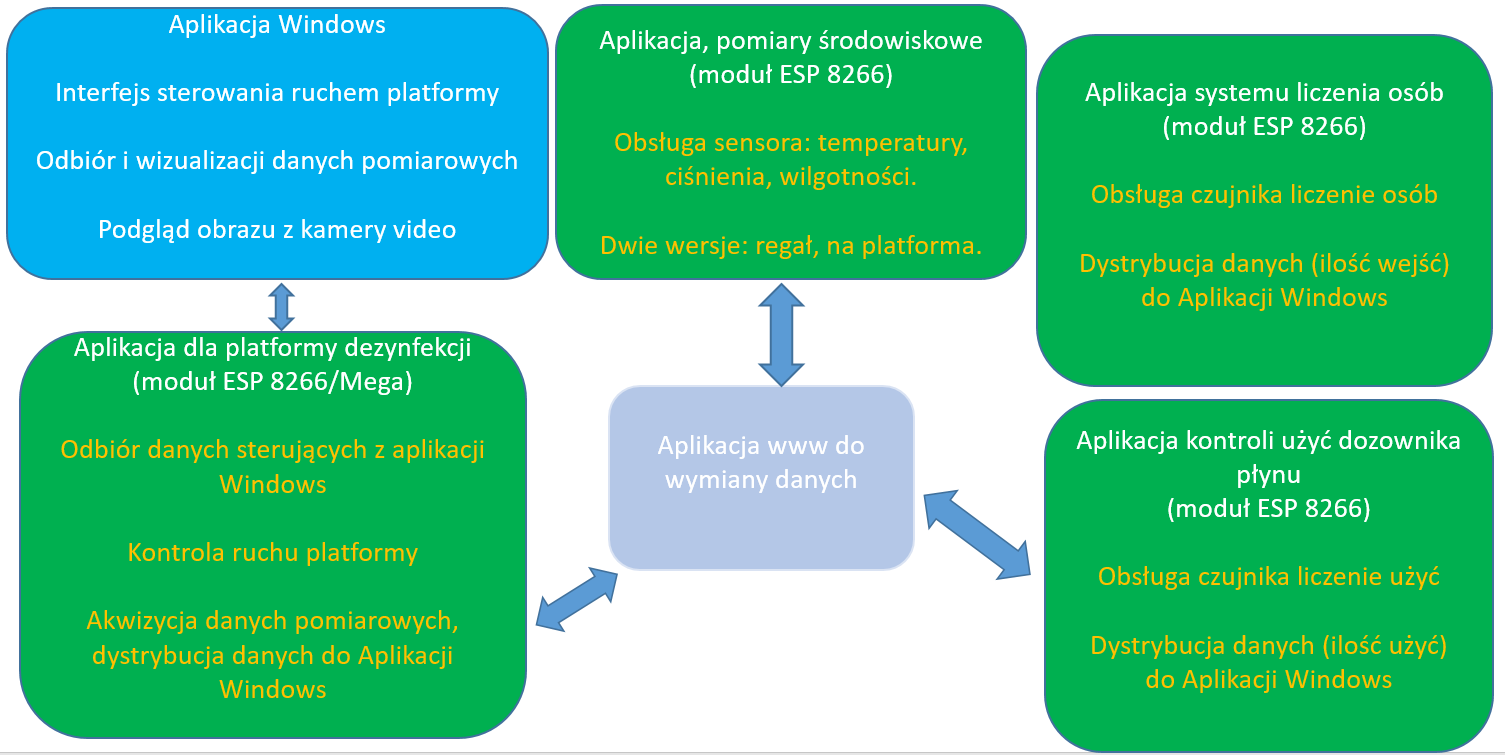 Aplikacja Windows
Interfejs sterowania ruchem platformy
Odbiór i wizualizacji danych pomiarowych
Podgląd obrazu z kamery video
Aplikacja, pomiary środowiskowe
(moduł ESP 8266)
Obsługa sensora: temperatury,
ciśnienia, wilgotności.
Dwie wersje: regał, na platforma.
Aplikacja systemu liczenia osób
(moduł ESP 8266)
Obsługa czujnika liczenie osób
Dystrybucja danych (ilość wejść)
do Aplikacji Windows
Aplikacja dla platformy dezynfekcji
(moduł ESP 8266/Mega)
Odbiór danych sterujących z aplikacji
Windows
Kontrola ruchu platformy
Akwizycja danych pomiarowych,
dystrybucja danych do Aplikacji
Windows
Aplikacja www do
wymiany danych
Aplikacja kontroli użyć dozownika
płynu
(moduł ESP 8266)
Obsługa czujnika liczenie użyć
Dystrybucja danych (ilość użyć)
do Aplikacji Windows